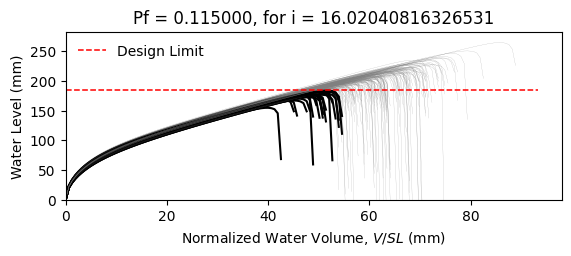 Pf = 0.115000, for i = 16.02040816326531
Design Limit
Water Level (mm)
250
200
150
100
50
0
0 20 40 60 80
Normalized Water Volume, V/SL (mm)